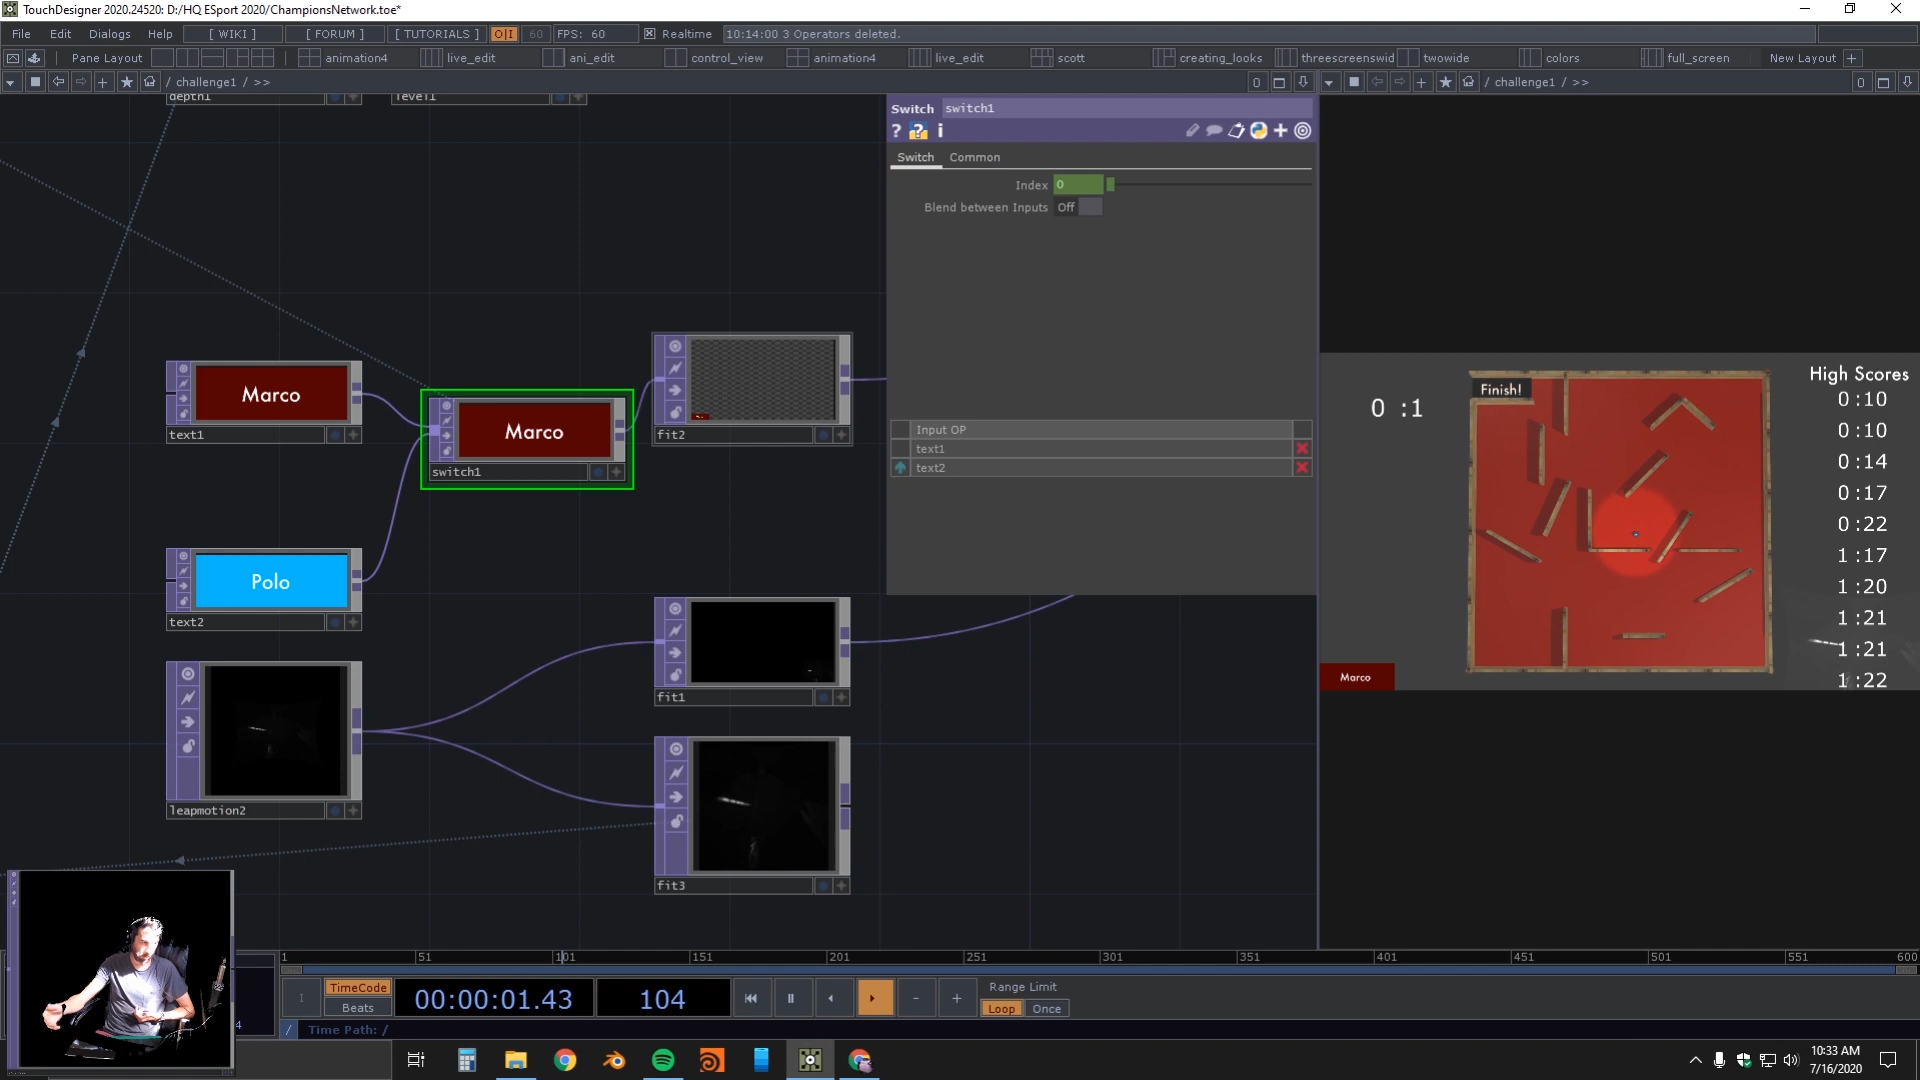 TouchDesigner 2020.24520: D:/HQ ESport 2020/ChampionsNetwork.toe*
File Edit Dialogs Help [ WIKI ] [ FORUM ] [ TUTORIALS ] O|I 60 FPS: 60 Realtime 10:14:00 3 Operators deleted.
Pane Layout animation4 live_edit ani_edit control_view animation4 live_edit scott creating_looks threescreenswid twowide colors full_screen New Layout
/ challenge1 / >> 0 / challenge1 / >> 0
depth1 level1
Switch switch1
? ? i
Switch Common
Index 0
Blend between Inputs Off
Input OP
text1
text2
Marco
text1
Marco
switch1
fit2
Polo
text2
leapmotion2
fit1
fit3
Finish!
0 :1
High Scores
0 :10
0 :10
0 :14
0 :17
0 :22
1 :17
1 :20
1 :21
1 :21
1 :22
Marco
1 51 101 151 201 251 301 351 401 451 501 551 600
TimeCode
Beats
00:00:01.43
104
Range Limit
Loop Once
4
/ Time Path: /
10:33 AM
7/16/2020